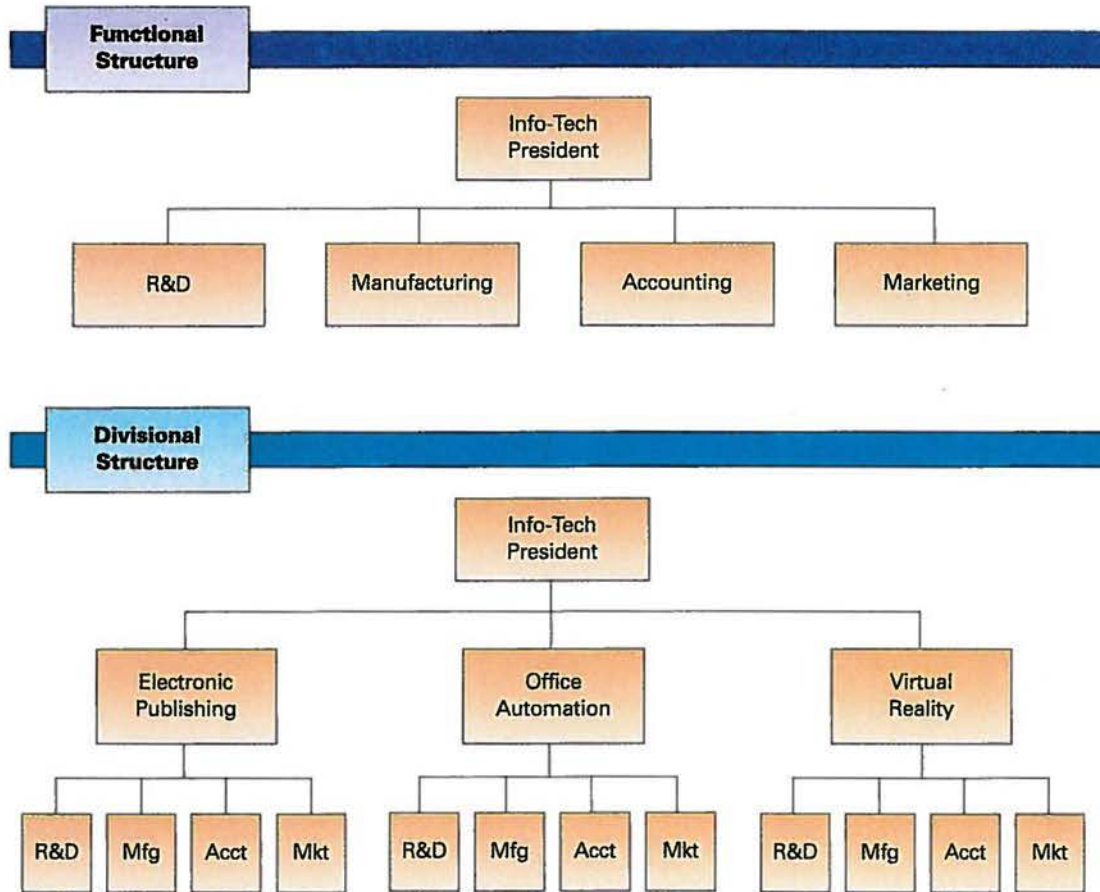 Functional
Structure
Info-Tech
President
R&D
Manufacturing
Accounting
Marketing
Divisional
Structure
Info-Tech
President
Electronic
Publishing
Office
Automation
Virtual
Reality
R&D
Mfg
Acct
Mkt
R&D
Mfg
Acct
Mkt
R&D
Mfg
Acct
Mkt